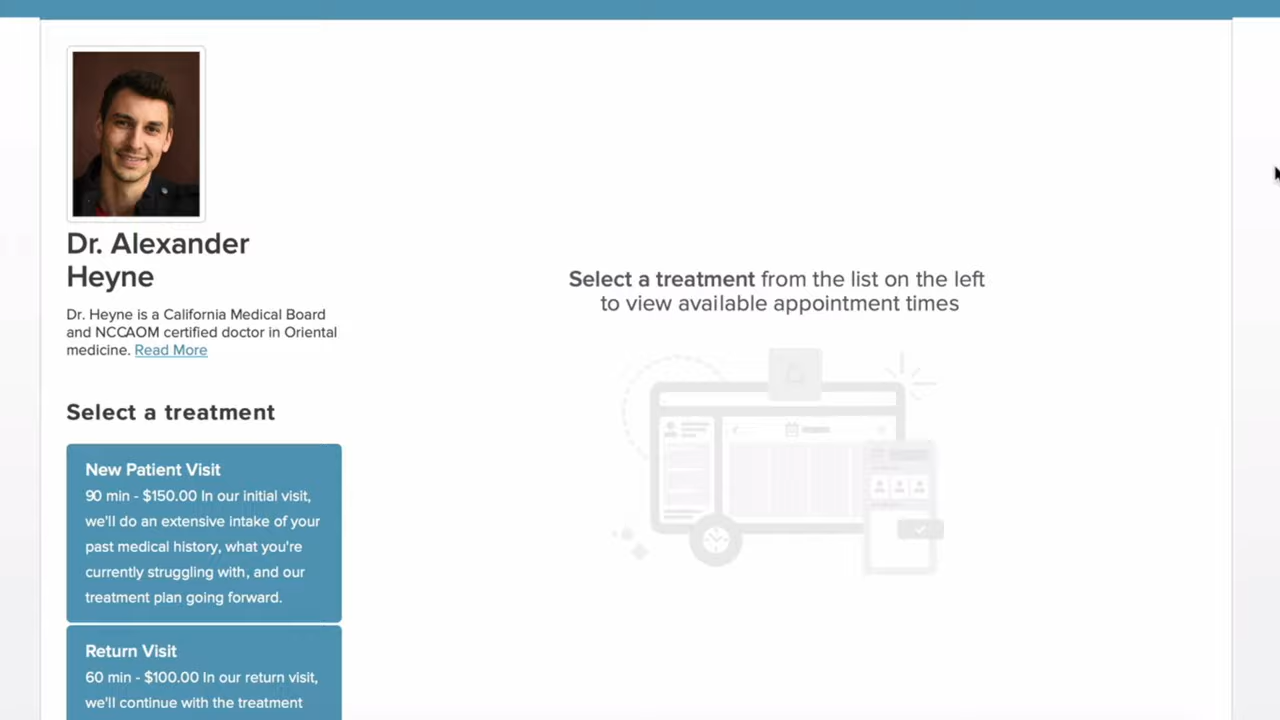 Dr. Alexander
Heyne
Dr. Heyne is a California Medical Board
and NCCAOM certified doctor in Oriental
medicine. Read More
Select a treatment
New Patient Visit
90 min - $150.00 In our initial visit,
we'll do an extensive intake of your
past medical history, what you're
currently struggling with, and our
treatment plan going forward.
Return Visit
60 min - $100.00 In our return visit,
we'll continue with the treatment
Select a treatment from the list on the left
to view available appointment times